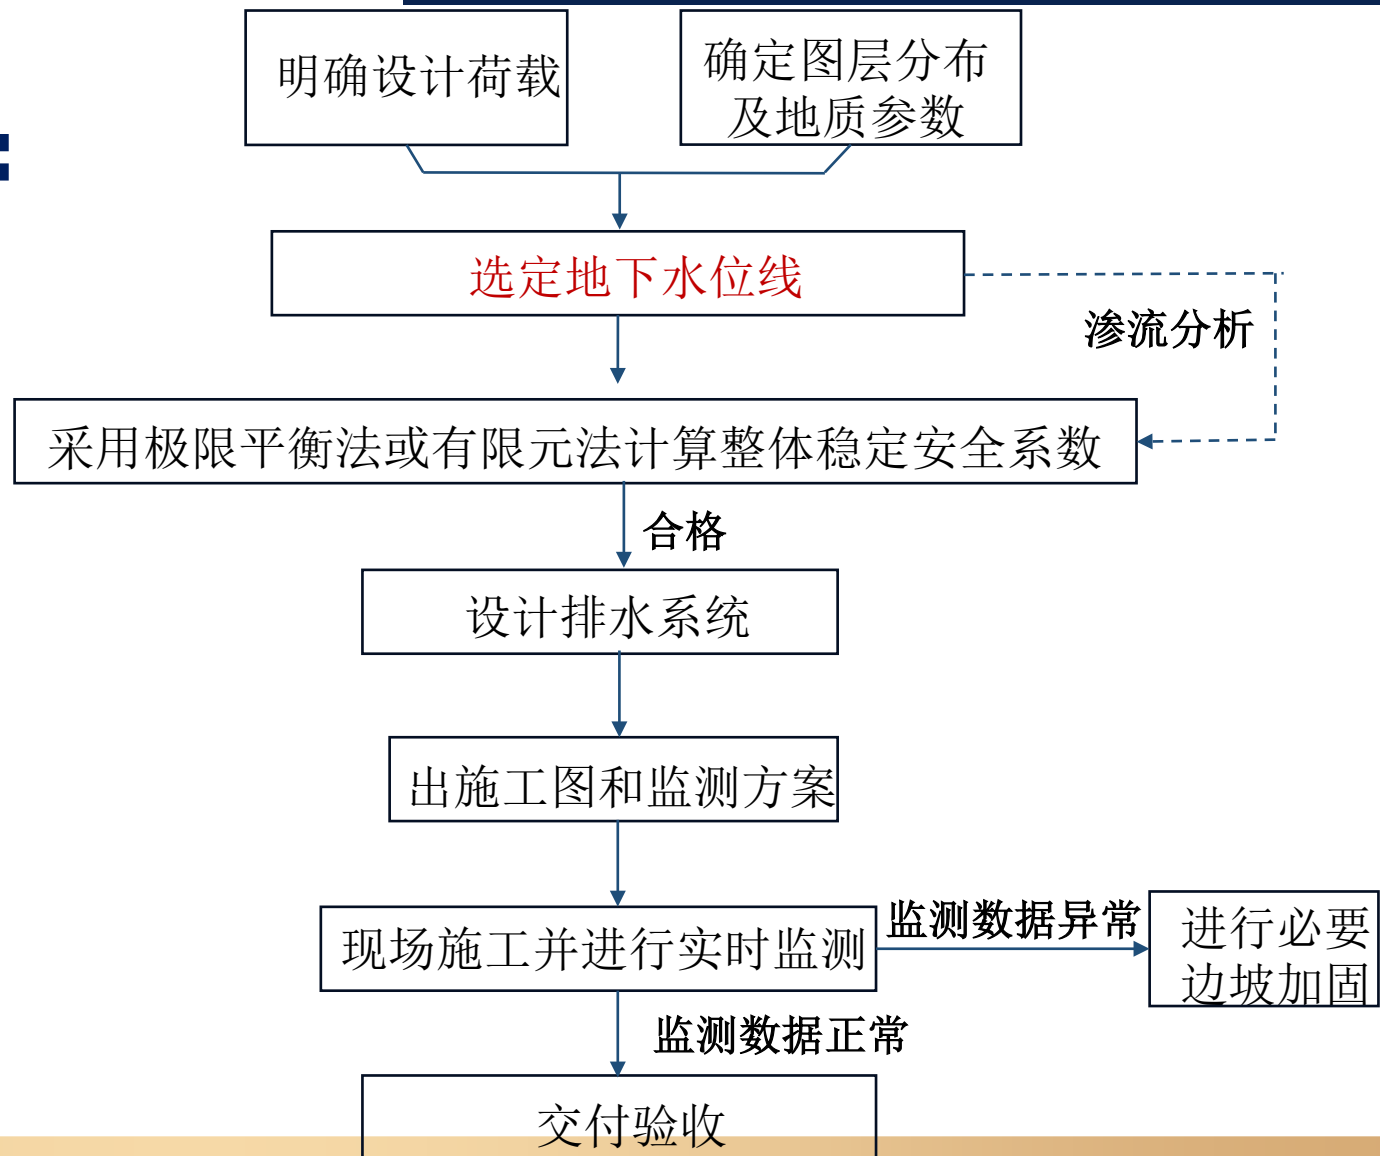 明确设计荷载
确定图层分布
及地质参数
选定地下水位线
渗流分析
采用极限平衡法或有限元法计算整体稳定安全系数
合格
设计排水系统
出施工图和监测方案
现场施工并进行实时监测
监测数据异常
进行必要
边坡加固
监测数据正常
交付验收